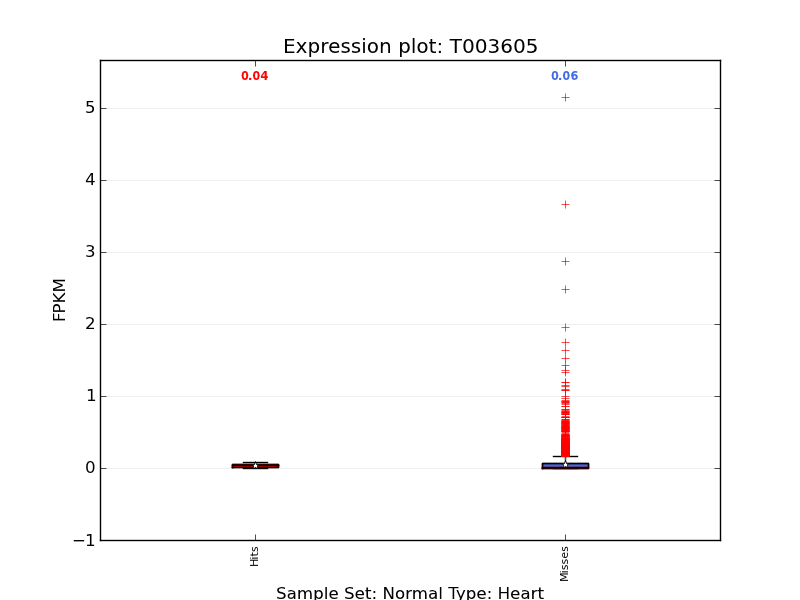 Expression plot: T003605
0.04
0.06
5
4
3
2
1
0
−1
FPKM
Hits
Misses
Sample Set: Normal Type: Heart